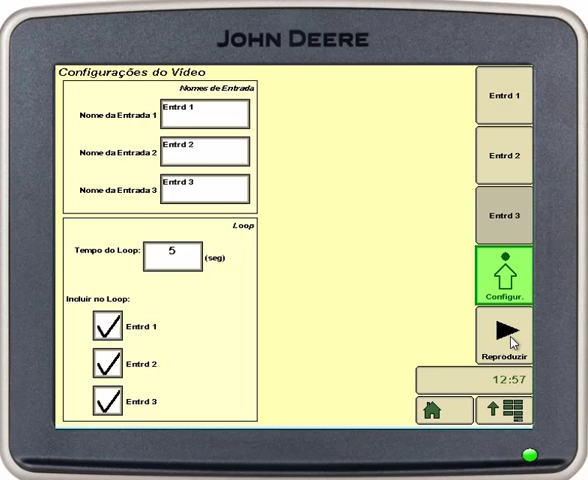 JOHN DEERE
Configurações do Vídeo
Nomes de Entrada
Nome da Entrada 1
Entrd 1
Nome da Entrada 2
Entrd 2
Nome da Entrada 3
Entrd 3
Loop
Tempo do Loop:
5
(seg)
Incluir no Loop:
Entrd 1
Entrd 2
Entrd 3
Entrd 1
Entrd 2
Entrd 3
Configur.
Reproduzir
12:57